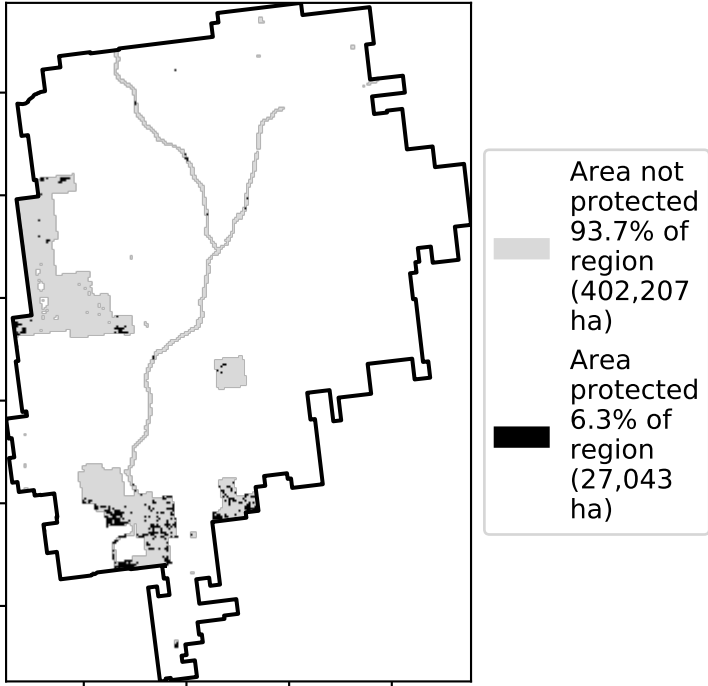 Area not
protected
93.7% of
region
(402,207
ha)
Area
protected
6.3% of
region
(27,043
ha)